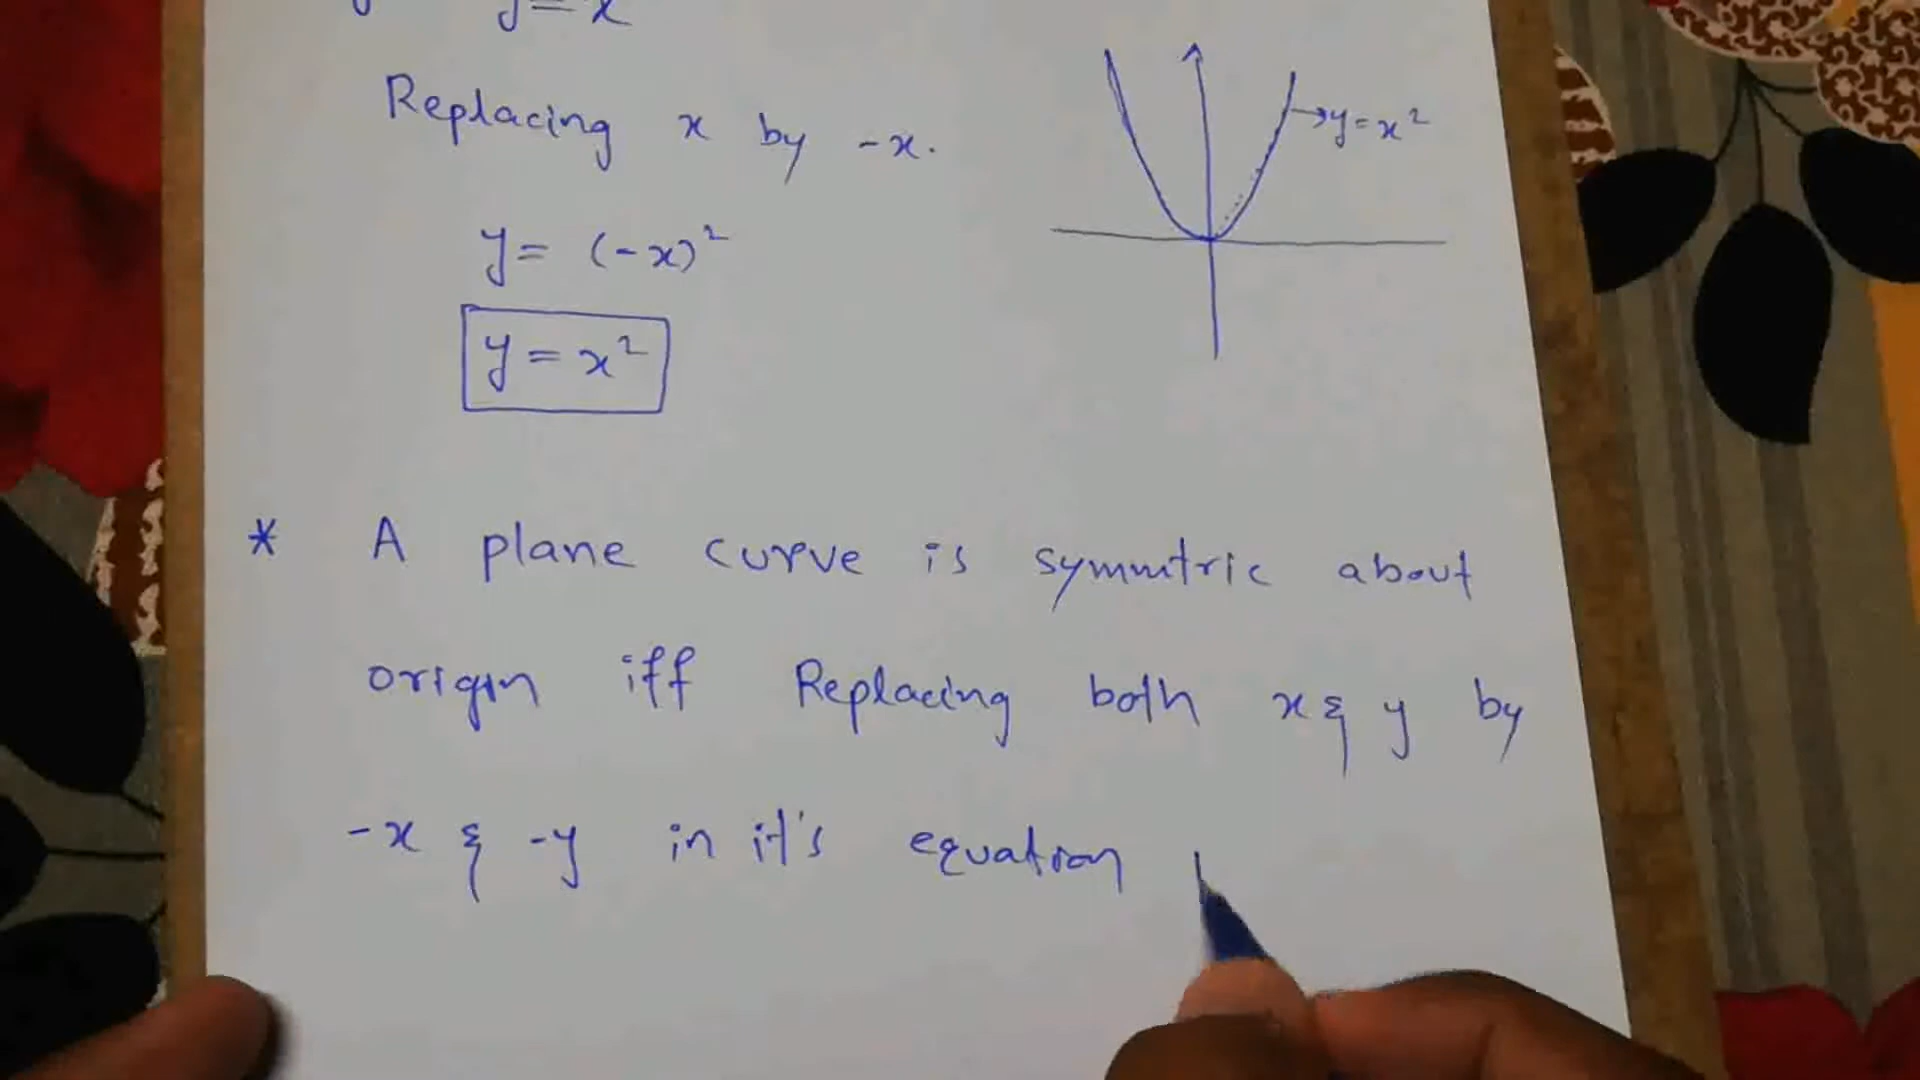 y = x
Replacing x by -x.
→y=x²
y = (-x)²
y = x²
* A plane curve is symmetric about
origin iff Replacing both x & y by
-x & -y in it's equation